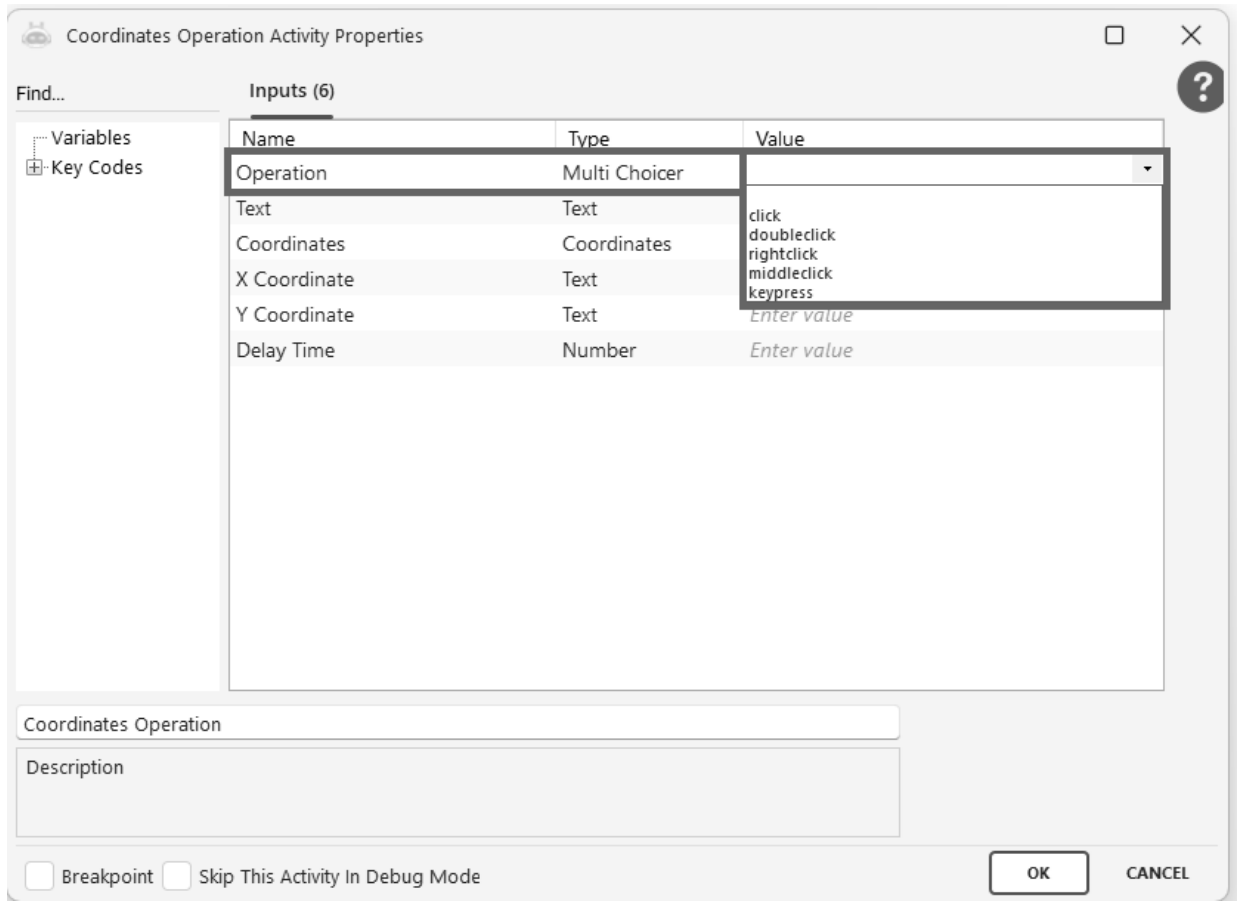 Coordinates Operation Activity Properties
Find...
Inputs (6)
?
Variables
Key Codes
Name Type Value
Operation Multi Choicer
Text Text
click
doubleclick
rightclick
middleclick
keypress
Coordinates Coordinates
X Coordinate Text
Y Coordinate Text Enter value
Delay Time Number Enter value
Coordinates Operation
Description
Breakpoint Skip This Activity In Debug Mode OK CANCEL